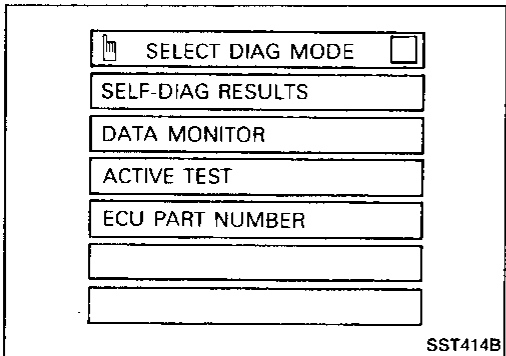 SELECT DIAG MODE
SELF-DIAG RESULTS
DATA MONITOR
ACTIVE TEST
ECU PART NUMBER
SST414B